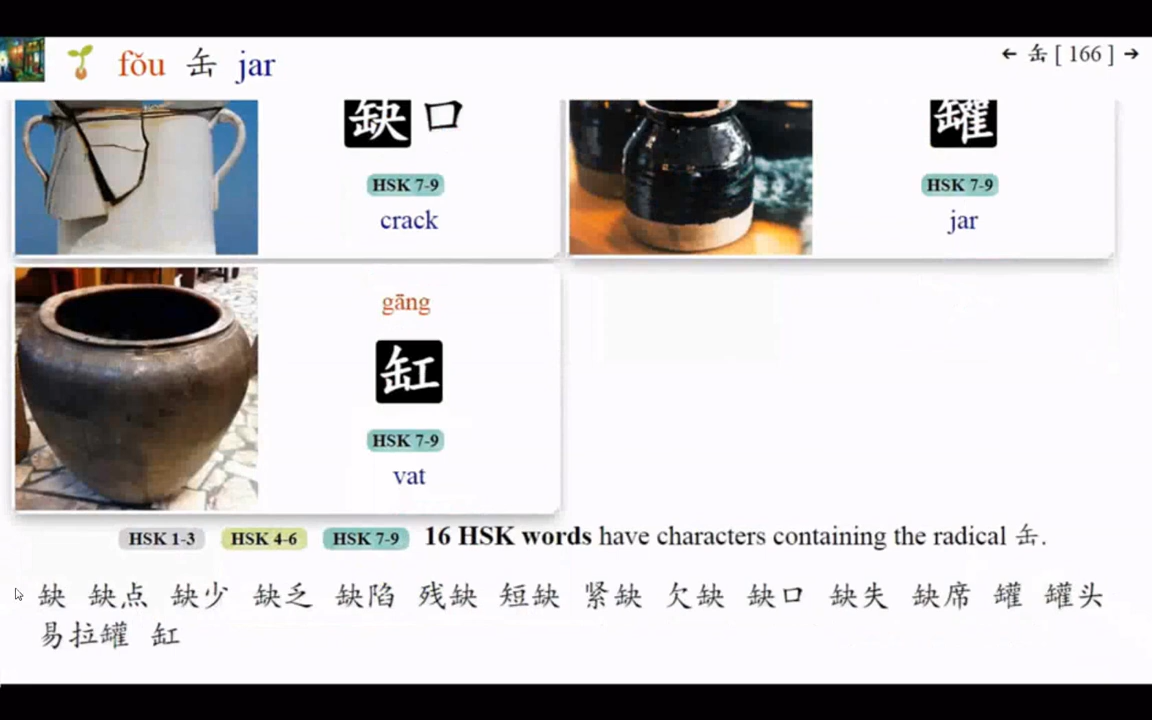 fǒu 缶 jar
← 缶 [ 166 ] →
缺口
HSK 7-9
crack
罐
HSK 7-9
jar
gāng
缸
HSK 7-9
vat
HSK 1-3 HSK 4-6 HSK 7-9 16 HSK words have characters containing the radical 缶.
缺 缺点 缺少 缺乏 缺陷 残缺 短缺 紧缺 欠缺 缺口 缺失 缺席 罐 罐头
易拉罐 缸